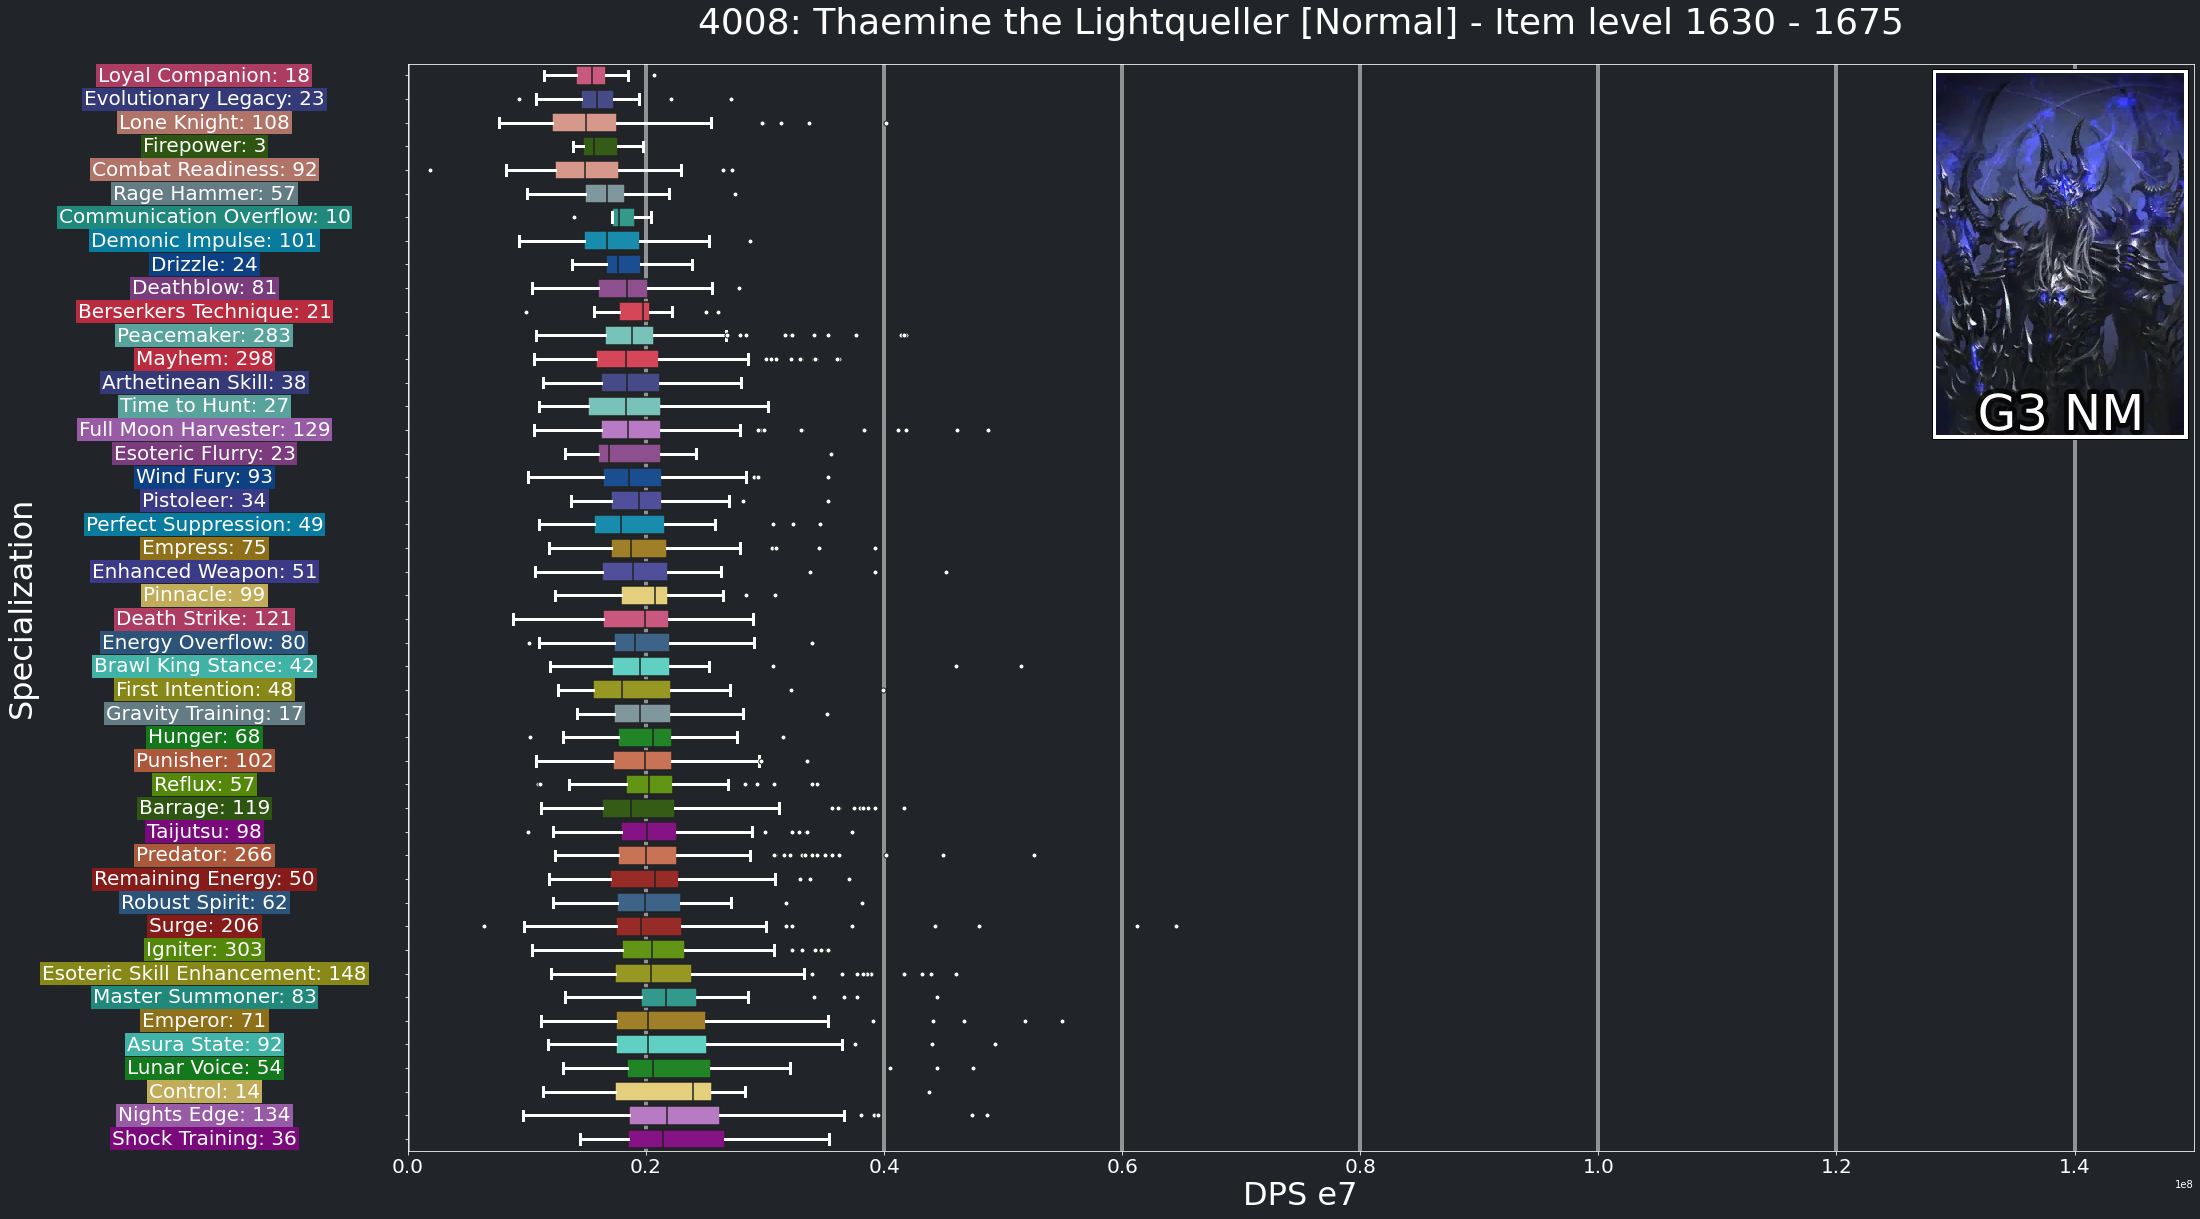 4008: Thaemine the Lightqueller [Normal] - Item level 1630 - 1675
Specialization
Loyal Companion: 18
Evolutionary Legacy: 23
Lone Knight: 108
Firepower: 3
Combat Readiness: 92
Rage Hammer: 57
Communication Overflow: 10
Demonic Impulse: 101
Drizzle: 24
Deathblow: 81
Berserkers Technique: 21
Peacemaker: 283
Mayhem: 298
Arthetinean Skill: 38
Time to Hunt: 27
Full Moon Harvester: 129
Esoteric Flurry: 23
Wind Fury: 93
Pistoleer: 34
Perfect Suppression: 49
Empress: 75
Enhanced Weapon: 51
Pinnacle: 99
Death Strike: 121
Energy Overflow: 80
Brawl King Stance: 42
First Intention: 48
Gravity Training: 17
Hunger: 68
Punisher: 102
Reflux: 57
Barrage: 119
Taijutsu: 98
Predator: 266
Remaining Energy: 50
Robust Spirit: 62
Surge: 206
Igniter: 303
Esoteric Skill Enhancement: 148
Master Summoner: 83
Emperor: 71
Asura State: 92
Lunar Voice: 54
Control: 14
Nights Edge: 134
Shock Training: 36
G3 NM
0.0 0.2 0.4 0.6 0.8 1.0 1.2 1.4
DPS e7
1e8